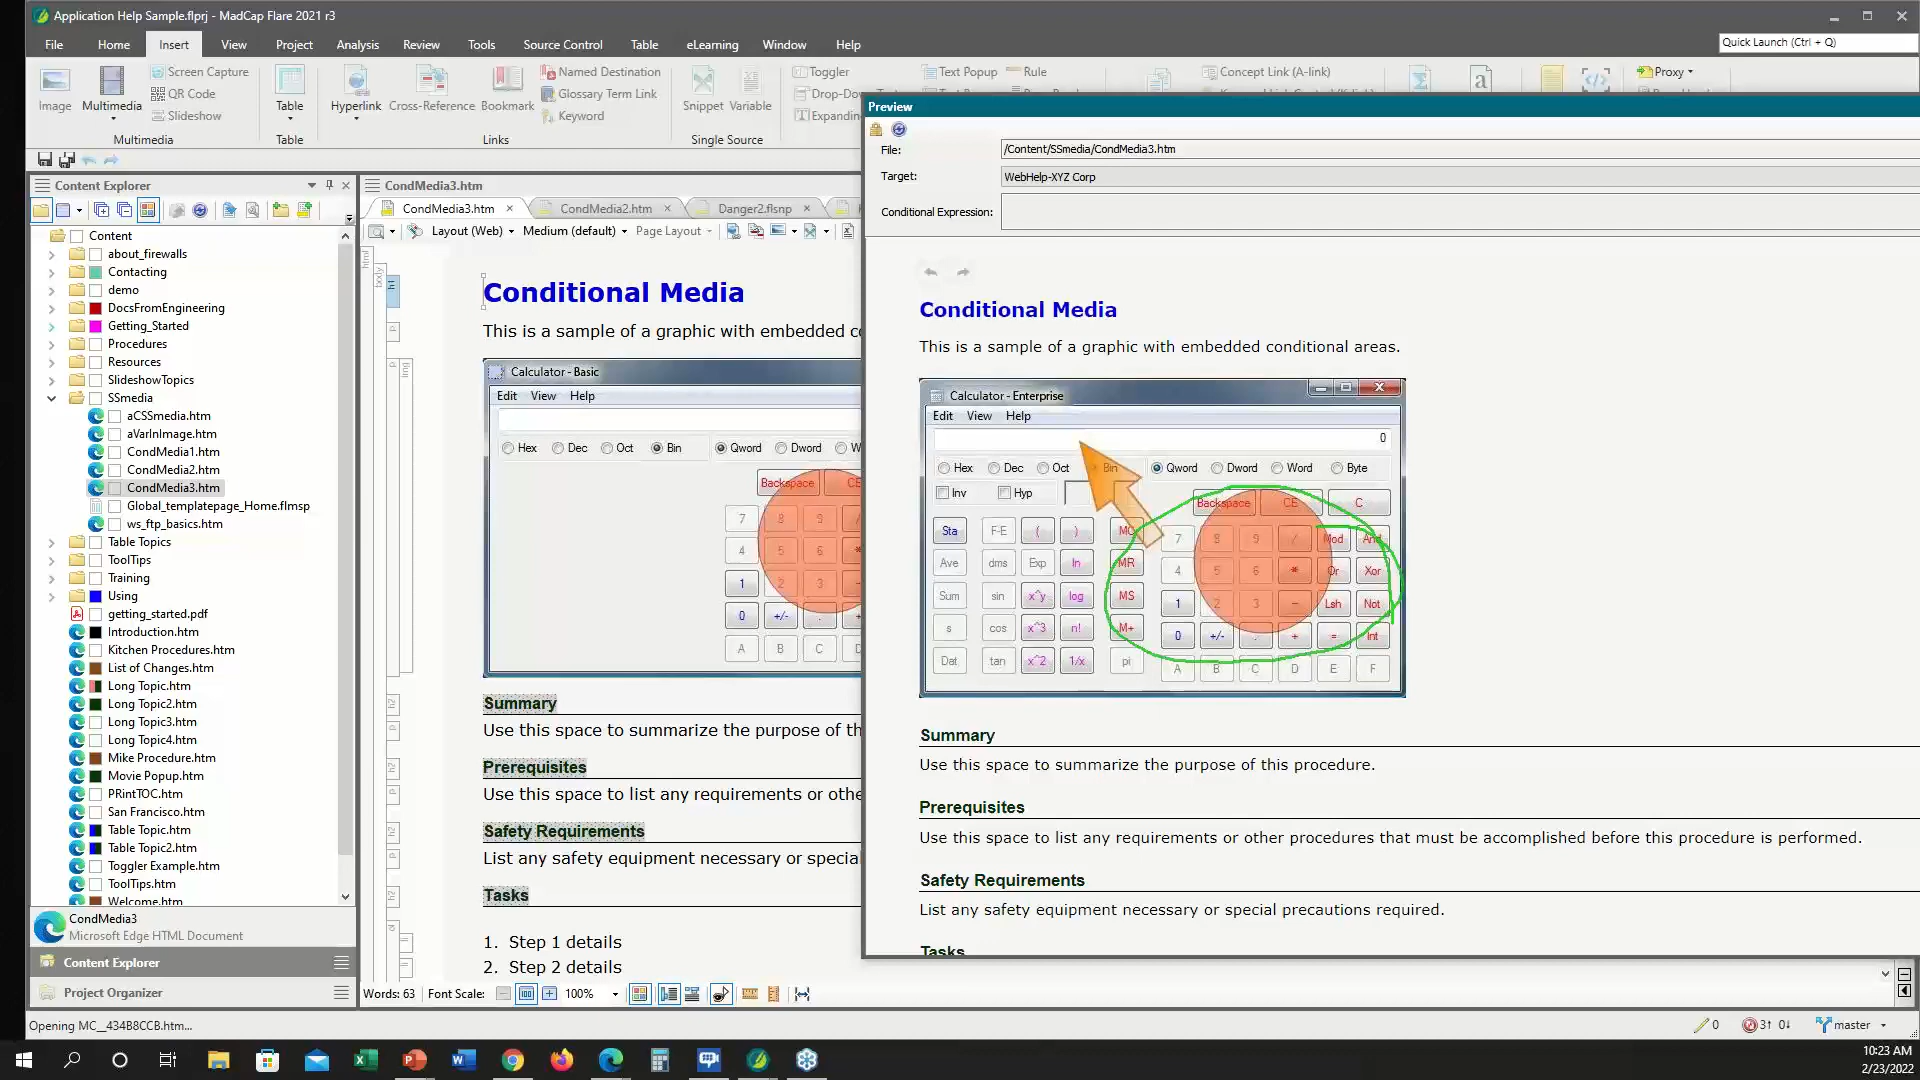 Application Help Sample.flprj - MadCap Flare 2021 r3
File Home Insert View Project Analysis Review Tools Source Control Table eLearning Window Help
Quick Launch (Ctrl + Q)
Image Multimedia Screen Capture QR Code Slideshow
Multimedia
Table
Table
Hyperlink Cross-Reference Bookmark Named Destination Glossary Term Link Keyword
Links
Snippet Variable
Single Source
Toggler
Text Popup Rule
Concept Link (A-link)
Proxy
Content Explorer
Content
about_firewalls
Contacting
demo
DocsFromEngineering
Getting_Started
Procedures
Resources
SlideshowTopics
SSmedia
aCSSmedia.htm
aVarInImage.htm
CondMedia1.htm
CondMedia2.htm
CondMedia3.htm
Global_templatepage_Home.flmsp
ws_ftp_basics.htm
Table Topics
ToolTips
Training
Using
getting_started.pdf
Introduction.htm
Kitchen Procedures.htm
List of Changes.htm
Long Topic.htm
Long Topic2.htm
Long Topic3.htm
Long Topic4.htm
Mike Procedure.htm
Movie Popup.htm
PRintTOC.htm
San Francisco.htm
Table Topic.htm
Table Topic2.htm
Toggler Example.htm
ToolTips.htm
Welcome.htm
CondMedia3
Microsoft Edge HTML Document
Content Explorer
Project Organizer
Opening MC__434B8CCB.htm...
CondMedia3.htm
CondMedia3.htm CondMedia2.htm Danger2.flsnp
Layout (Web) Medium (default) Page Layout
html
body
h1
p
img
Conditional Media
This is a sample of a graphic with embedded
Calculator - Basic
Edit View Help
Hex Dec Oct Bin Qword Dword
Backspace CE
7 8 9 /
4 5 6 *
1 2 3 -
0 +/- . +
A B C
Summary
Use this space to summarize the purpose of
Prerequisites
Use this space to list any requirements or
Safety Requirements
List any safety equipment necessary or
Tasks
1. Step 1 details
2. Step 2 details
Words: 63 Font Scale: 100%
Preview
File: /Content/SSmedia/CondMedia3.htm
Target: WebHelp-XYZ Corp
Conditional Expression:
Conditional Media
This is a sample of a graphic with embedded conditional areas.
Calculator - Enterprise
Edit View Help
0
Hex Dec Oct Bin Qword Dword Word Byte
Inv Hyp Backspace CE C
Sta F-E ( ) MC 7 8 9 / Mod And
Ave dms Exp ln MR 4 5 6 * Or Xor
Sum sin x^y log MS 1 2 3 - Lsh Not
s cos x^3 n! M+ 0 +/- . + = Int
Dat tan x^2 1/x pi A B C D E F
Summary
Use this space to summarize the purpose of this procedure.
Prerequisites
Use this space to list any requirements or other procedures that must be accomplished before this procedure is performed.
Safety Requirements
List any safety equipment necessary or special precautions required.
Tasks
0 3↑ 0↓ master
10:23 AM
2/23/2022